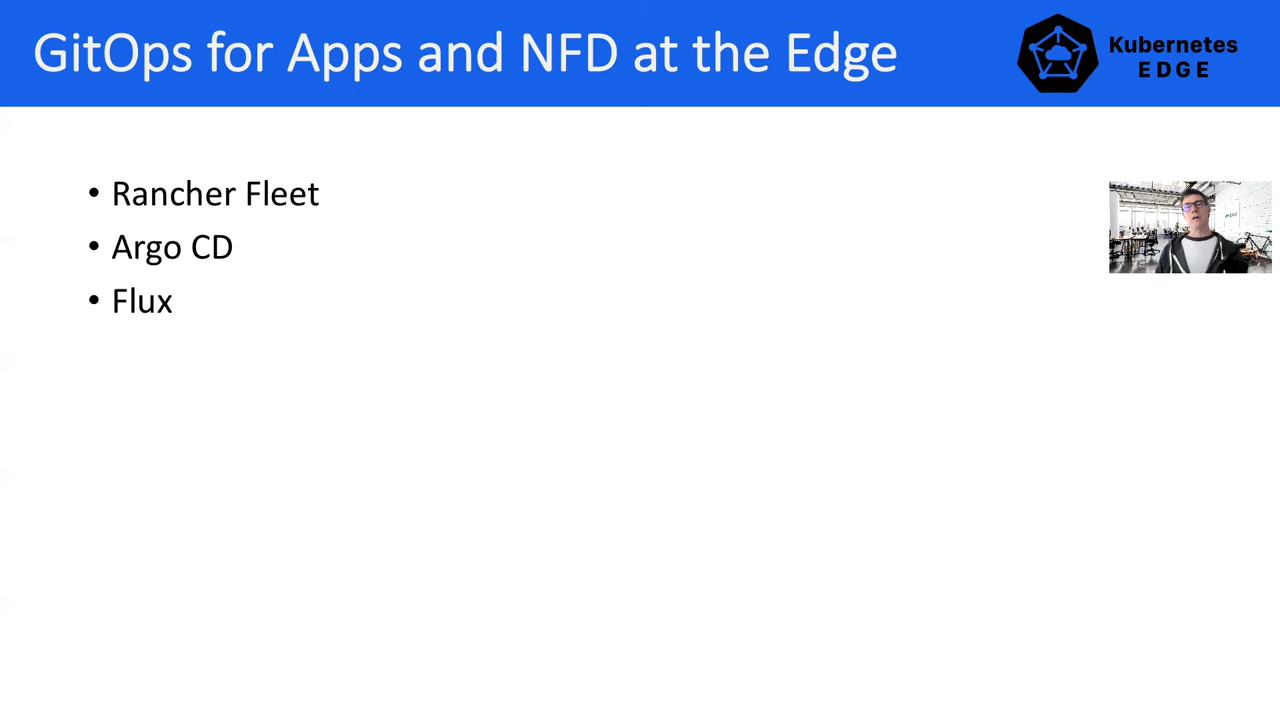 GitOps for Apps and NFD at the Edge
Kubernetes
EDGE
• Rancher Fleet
• Argo CD
• Flux